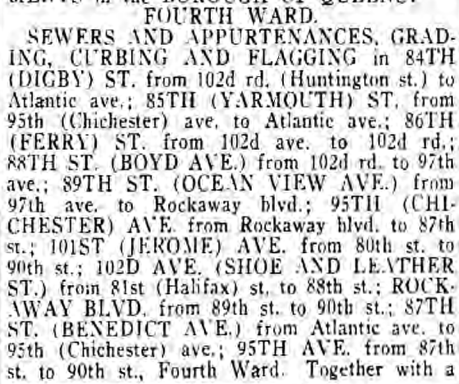 MENTS in the BOROUGH OF QUEENS:
FOURTH WARD.
SEWERS AND APPURTENANCES, GRAD-
ING, CURBING AND FLAGGING in 84TH
(DIGBY) ST. from 102d rd. (Huntington st.) to
Atlantic ave.; 85TH (YARMOUTH) ST. from
95th (Chichester) ave. to Atlantic ave.; 86TH
(FERRY) ST. from 102d ave. to 102d rd.;
88TH ST. (BOYD AVE.) from 102d rd. to 97th
ave.; 89TH ST. (OCEAN VIEW AVE.) from
97th ave. to Rockaway blvd.; 95TH (CHI-
CHESTER) AVE. from Rockaway blvd. to 87th
st.; 101ST (JEROME) AVE. from 80th st. to
90th st.; 102D AVE. (SHOE AND LEATHER
ST.) from 81st (Halifax) st. to 88th st.; ROCK-
AWAY BLVD. from 89th st. to 90th st.; 87TH
ST. (BENEDICT AVE.) from Atlantic ave. to
95th (Chichester) ave.; 95TH AVE. from 87th
st. to 90th st., Fourth Ward. Together with a